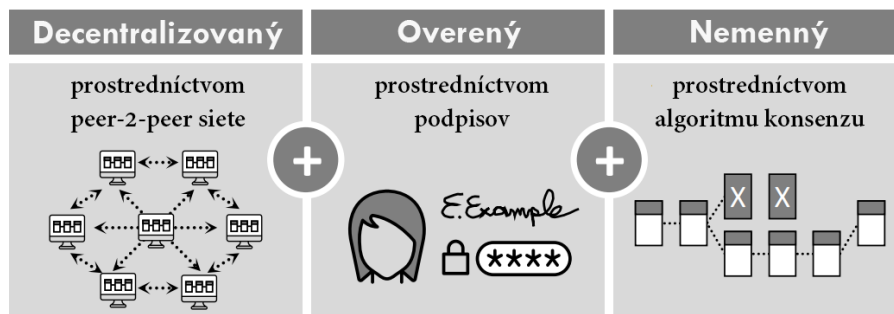 Decentralizovaný
prostredníctvom
peer-2-peer siete
Overený
prostredníctvom
podpisov
E.Example
****
Nemenný
prostredníctvom
algoritmu konsenzu
X X